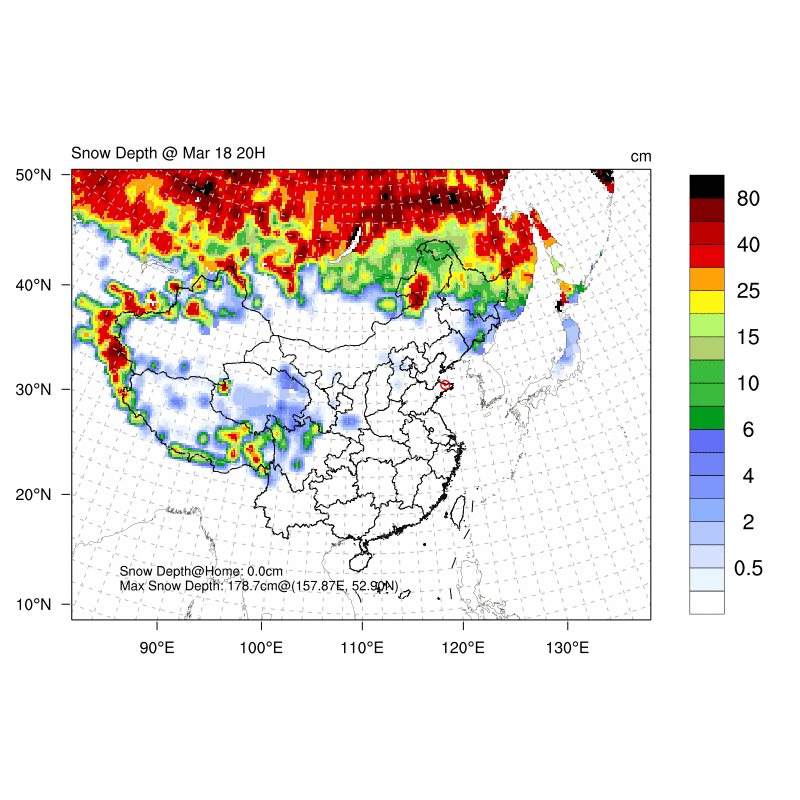 Snow Depth @ Mar 18 20H
cm
50°N
40°N
30°N
20°N
10°N
90°E
100°E
110°E
120°E
130°E
80
40
25
15
10
6
4
2
0.5
Snow Depth@Home: 0.0cm
Max Snow Depth: 178.7cm@(157.87E, 52.90N)